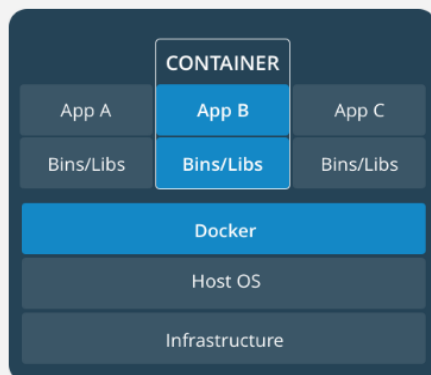 CONTAINER
App A App B App C
Bins/Libs Bins/Libs Bins/Libs
Docker
Host OS
Infrastructure